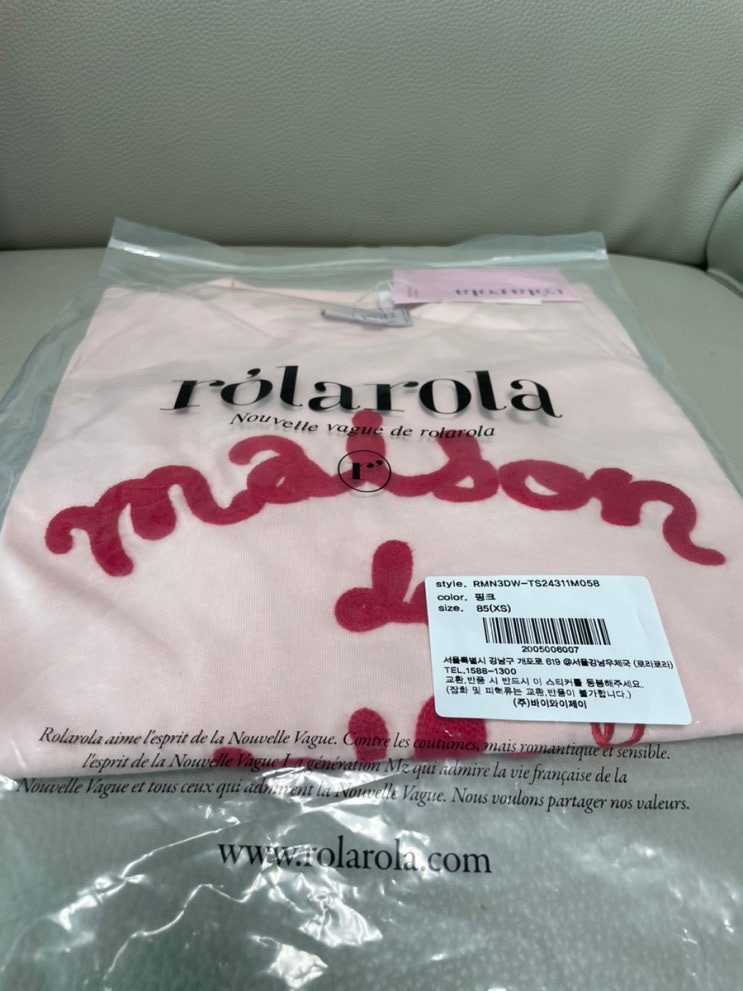 rolarola
rólarola
Nouvelle vague de rolarola
r'
maison
de
style. RMN3DW-TS24311M058
color. 핑크
size. 85(XS)
2005006007
서울특별시 강남구 개포로 619 @서울강남우체국 (로라로라)
TEL.1588-1300
교환,반품 시 반드시 이 스티커를 동봉해주세요.
(잡화 및 피혁류는 교환,반품이 불가합니다.)
(주)바이와이제이
Rolarola aime l'esprit de la Nouvelle Vague. Contre les coutumes, mais romantique et sensible.
l'esprit de la Nouvelle Vague La génération Mz qui admire la vie française de la
Nouvelle Vague et tous ceux qui admirent la Nouvelle Vague. Nous voulons partager nos valeurs.
www.rolarola.com